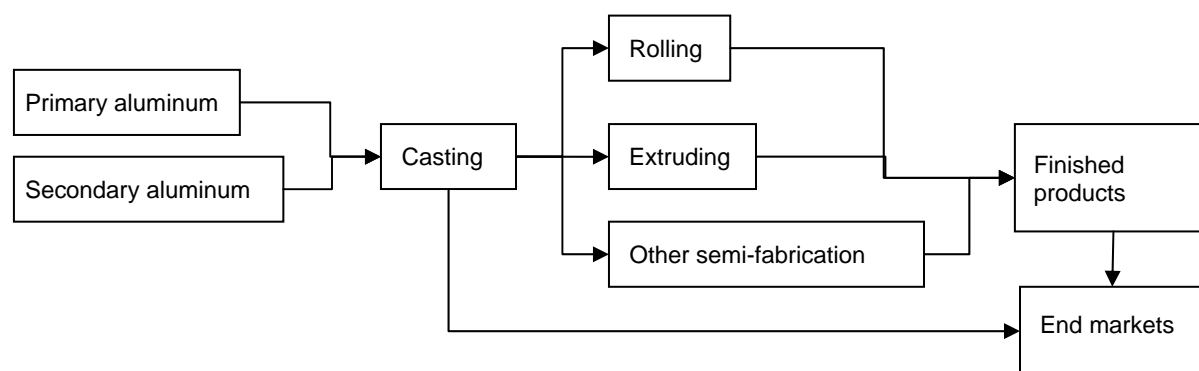 Primary aluminum
Secondary aluminum
Casting
Rolling
Extruding
Other semi-fabrication
Finished
products
End markets